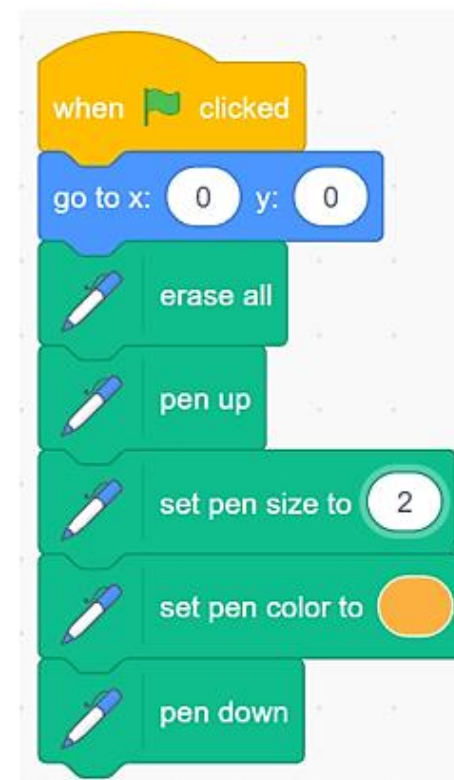 when clicked
go to x: 0 y: 0
erase all
pen up
set pen size to 2
set pen color to
pen down